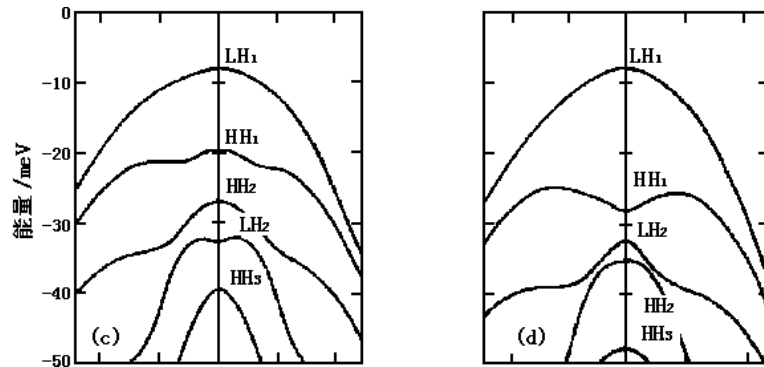 0
-10
-20
-30
-40
-50
能量/meV
LH₁
HH₁
HH₂
LH₂
HH₃
(c)
LH₁
HH₁
LH₂
HH₂
HH₃
(d)